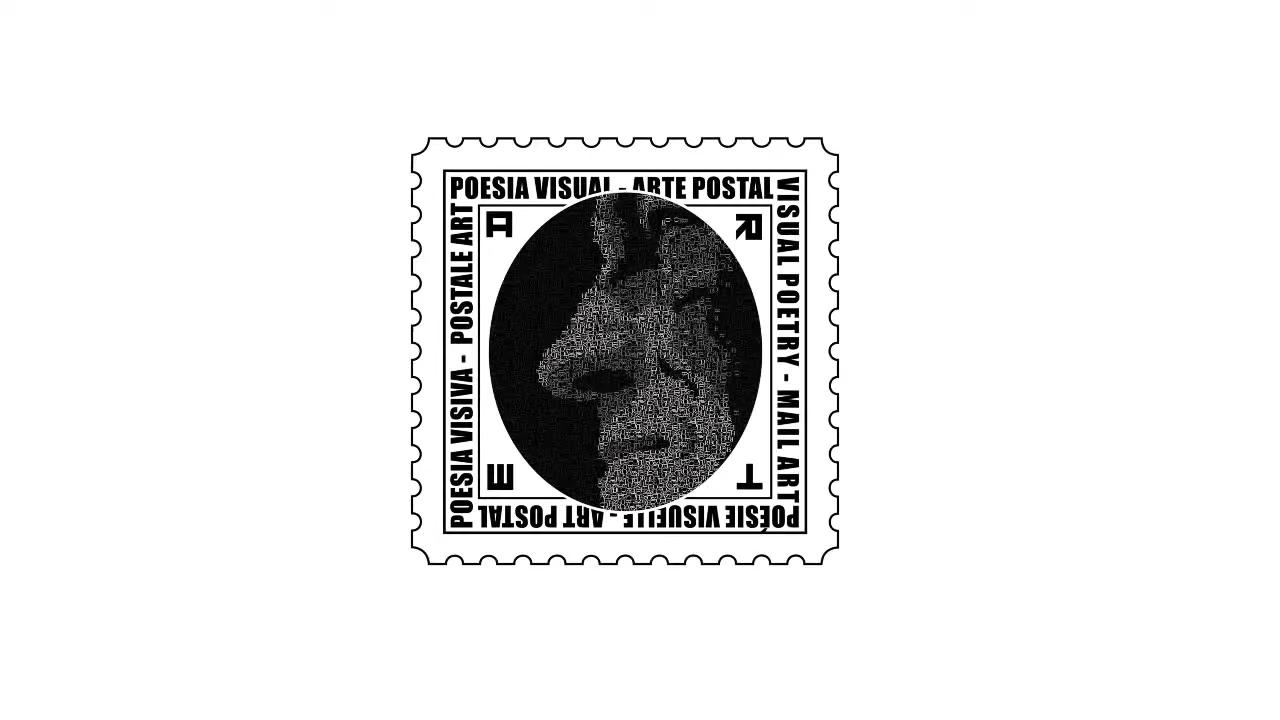 POESIA VISUAL - ARTE POSTAL
VISUAL POETRY - MAIL ART
POÉSIE VISUELLE - ART POSTAL
POESIA VISIVA - POSTALE ART
A R
T E